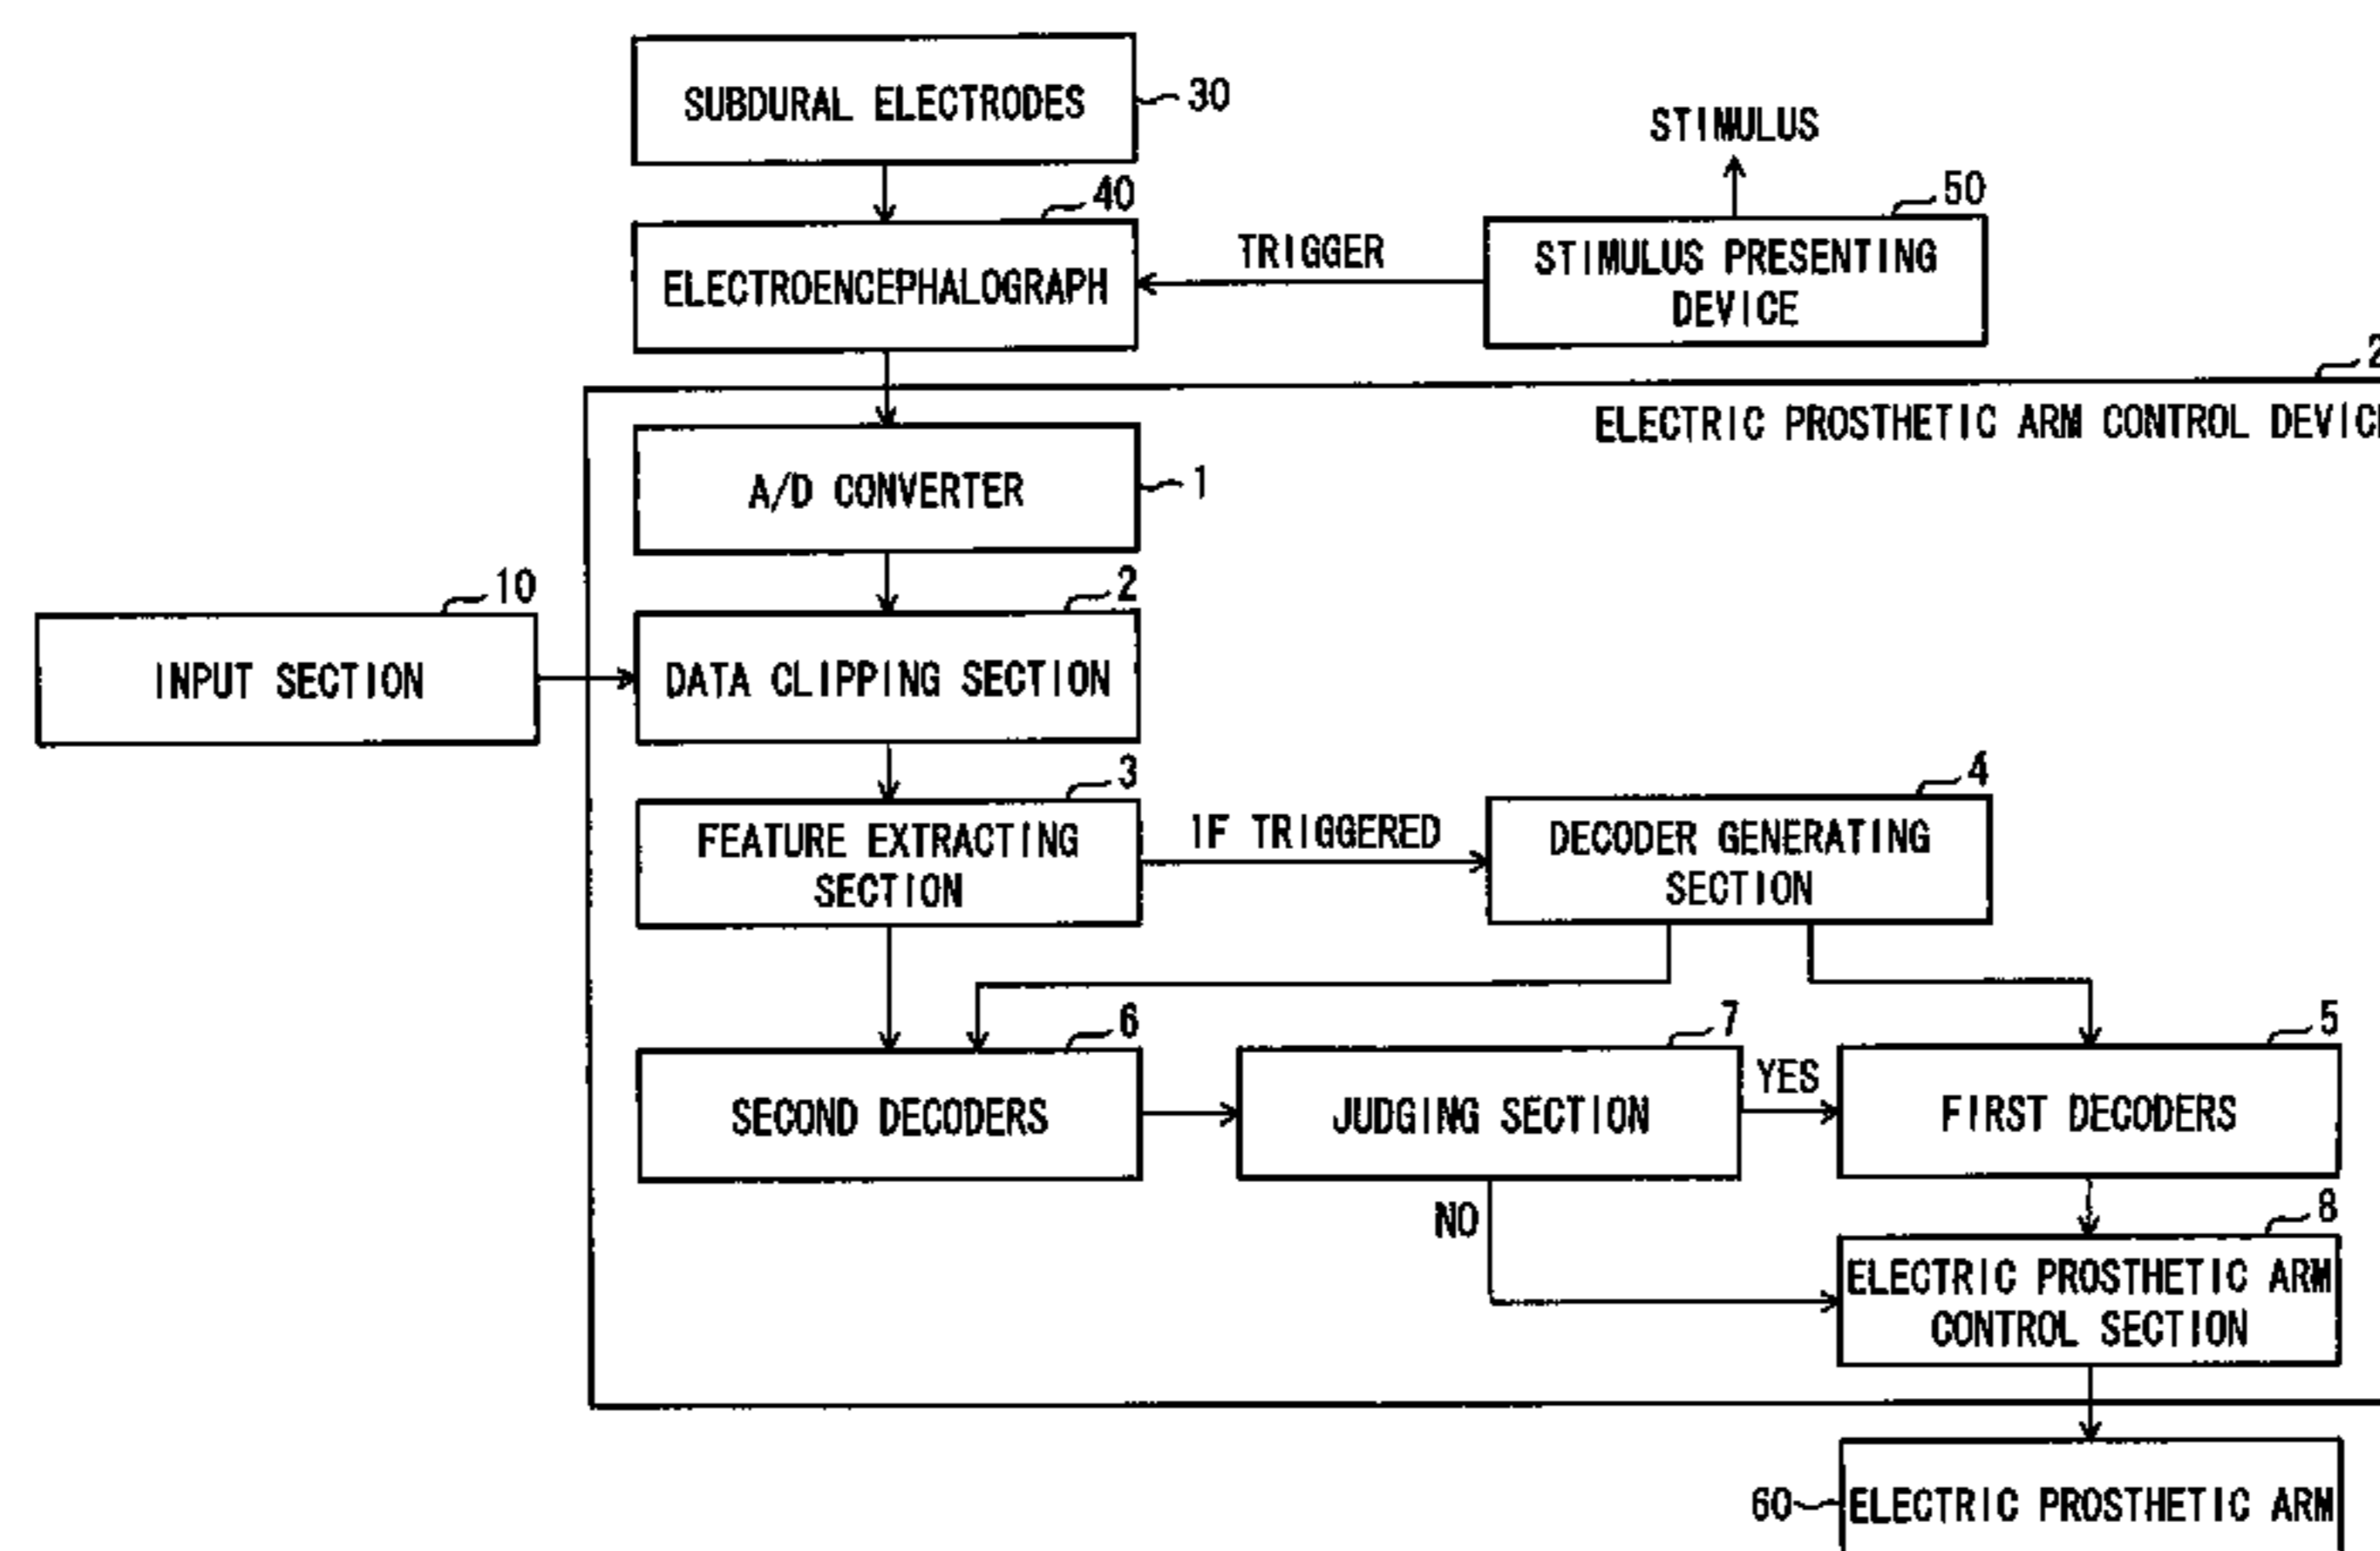 SUBDURAL ELECTRODES
30
STIMULUS
40
50
ELECTROENCEPHALOGRAPH
TRIGGER
STIMULUS PRESENTING
DEVICE
ELECTRIC PROSTHETIC ARM CONTROL
A/D CONVERTER
1
10
2
INPUT SECTION
DATA CLIPPING SECTION
3
4
FEATURE EXTRACTING
SECTION
IF TRIGGERED
DECODER GENERATING
SECTION
6
7
5
SECOND DECODERS
JUDGING SECTION
YES
FIRST DECODERS
NO
8
ELECTRIC PROSTHETIC ARM
CONTROL SECTION
60
ELECTRIC PROSTHETIC ARM